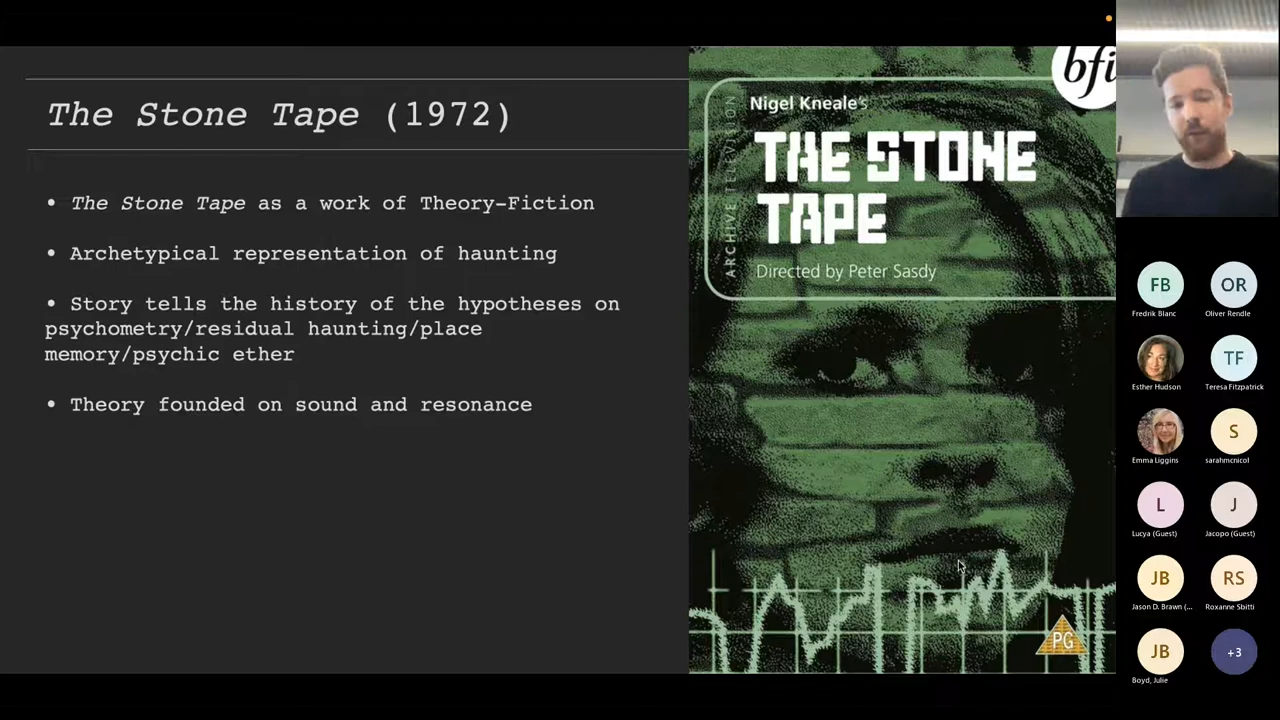 The Stone Tape (1972)
• The Stone Tape as a work of Theory-Fiction
• Archetypical representation of haunting
• Story tells the history of the hypotheses on
psychometry/residual haunting/place
memory/psychic ether
• Theory founded on sound and resonance
bfi
ARCHIVE TELEVISION
Nigel Kneale's
THE STONE
TAPE
Directed by Peter Sasdy
PG
FB
OR
Fredrik Blanc
Oliver Rendle
TF
Esther Hudson
Teresa Fitzpatrick
S
Emma Liggins
sarahmcnicol
L
J
Lucya (Guest)
Jacopo (Guest)
JB
RS
Jason D. Brawn (...
Roxanne Sbitti
JB
+3
Boyd, Julie